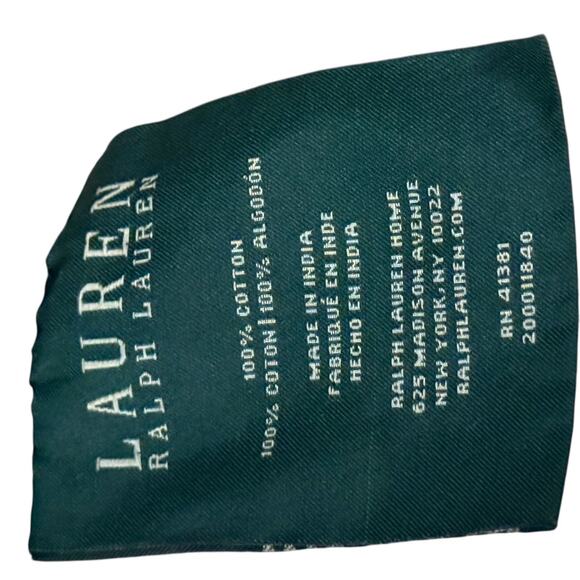 LAUREN
RALPH LAUREN
100% COTTON
100% COTON | 100% ALGODÓN
MADE IN INDIA
FABRIQUÉ EN INDE
HECHO EN INDIA
RALPH LAUREN HOME
625 MADISON AVENUE
NEW YORK, NY 10022
RALPHLAUREN.COM
RN 41381
200011840